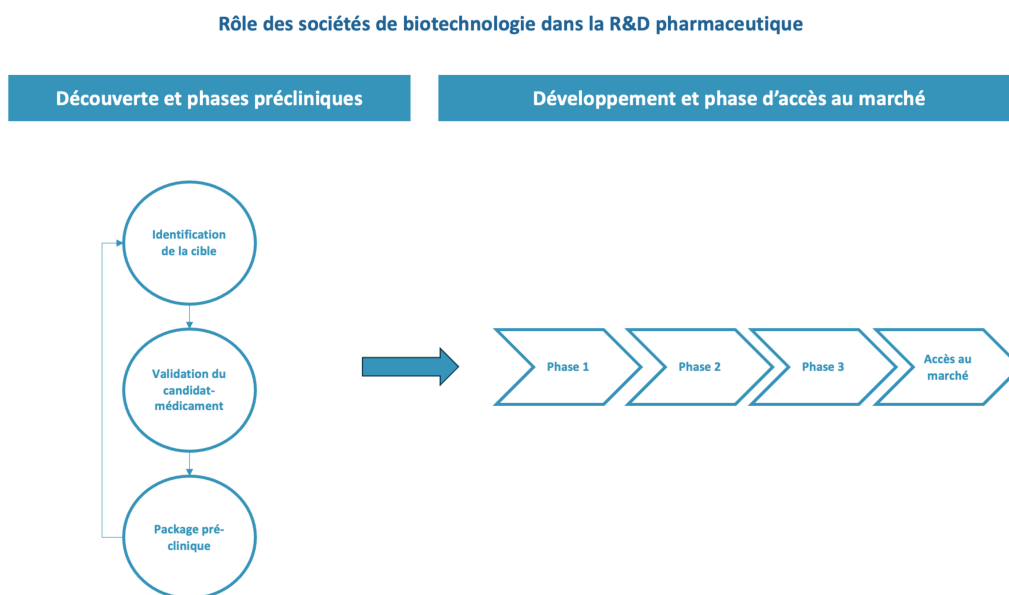 Rôle des sociétés de biotechnologie dans la R&D pharmaceutique
Découverte et phases précliniques
Développement et phase d’accès au marché
Identification
de la cible
Validation du
candidat-
médicament
Package pré-
clinique
Phase 1
Phase 2
Phase 3
Accès au
marché